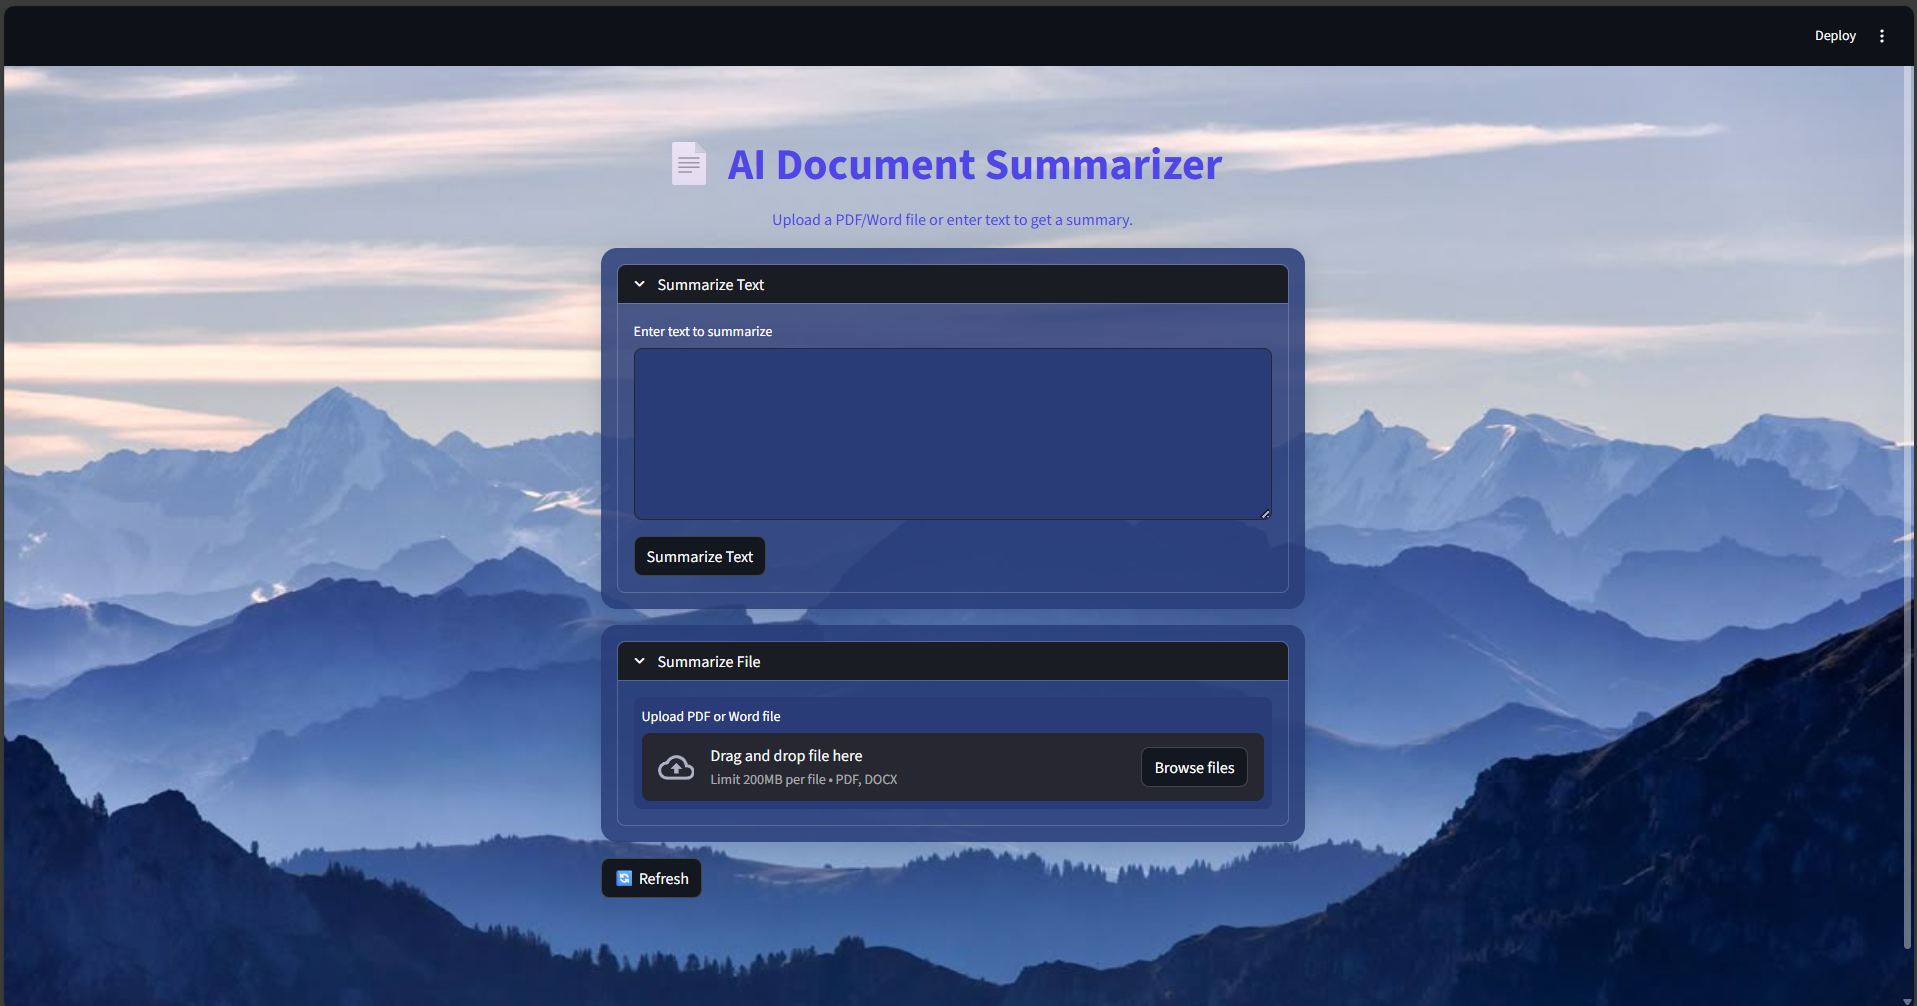 Deploy
AI Document Summarizer
Upload a PDF/Word file or enter text to get a summary.
Summarize Text
Enter text to summarize
Summarize Text
Summarize File
Upload PDF or Word file
Drag and drop file here
Limit 200MB per file • PDF, DOCX
Browse files
Refresh